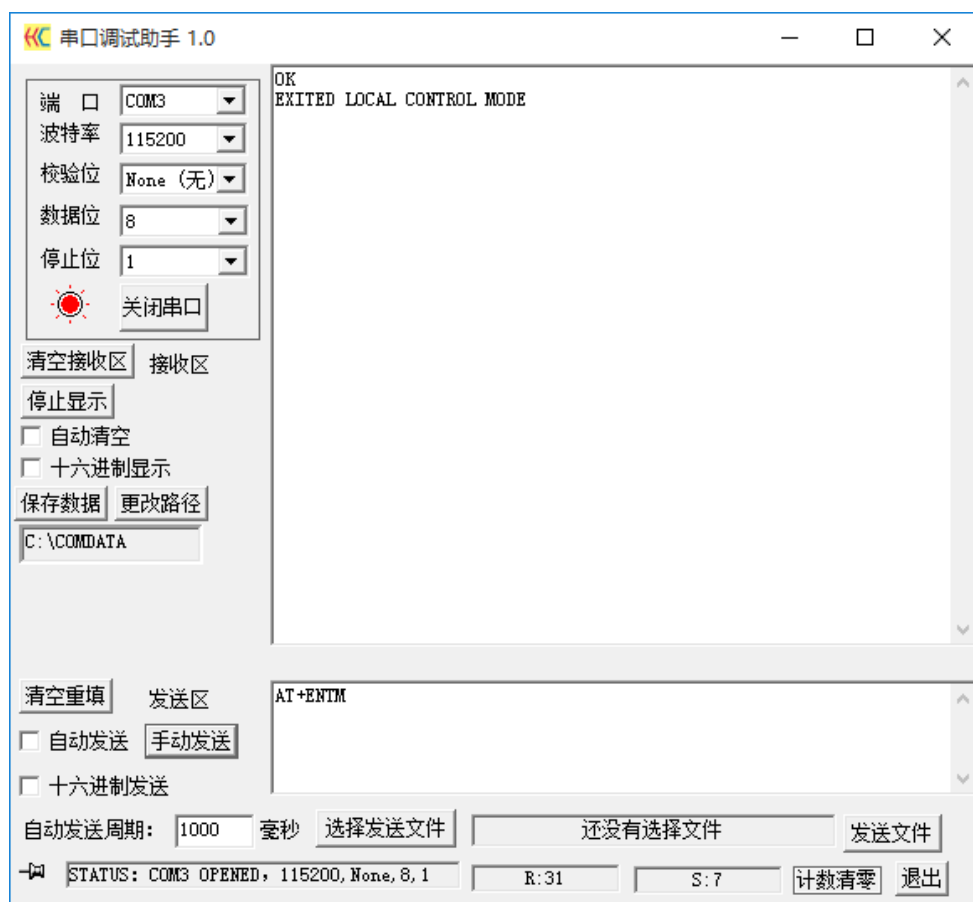 串口调试助手 1.0
OK
EXITED LOCAL CONTROL MODE
端 口 COM3
波特率 115200
校验位 None (无)
数据位 8
停止位 1
关闭串口
清空接收区 接收区
停止显示
自动清空
十六进制显示
保存数据 更改路径
C:\COMDATA
清空重填 发送区
AT+ENTM
自动发送 手动发送
十六进制发送
自动发送周期: 1000 毫秒 选择发送文件 还没有选择文件 发送文件
STATUS: COM3 OPENED, 115200,None,8,1 R:31 S:7 计数清零 退出